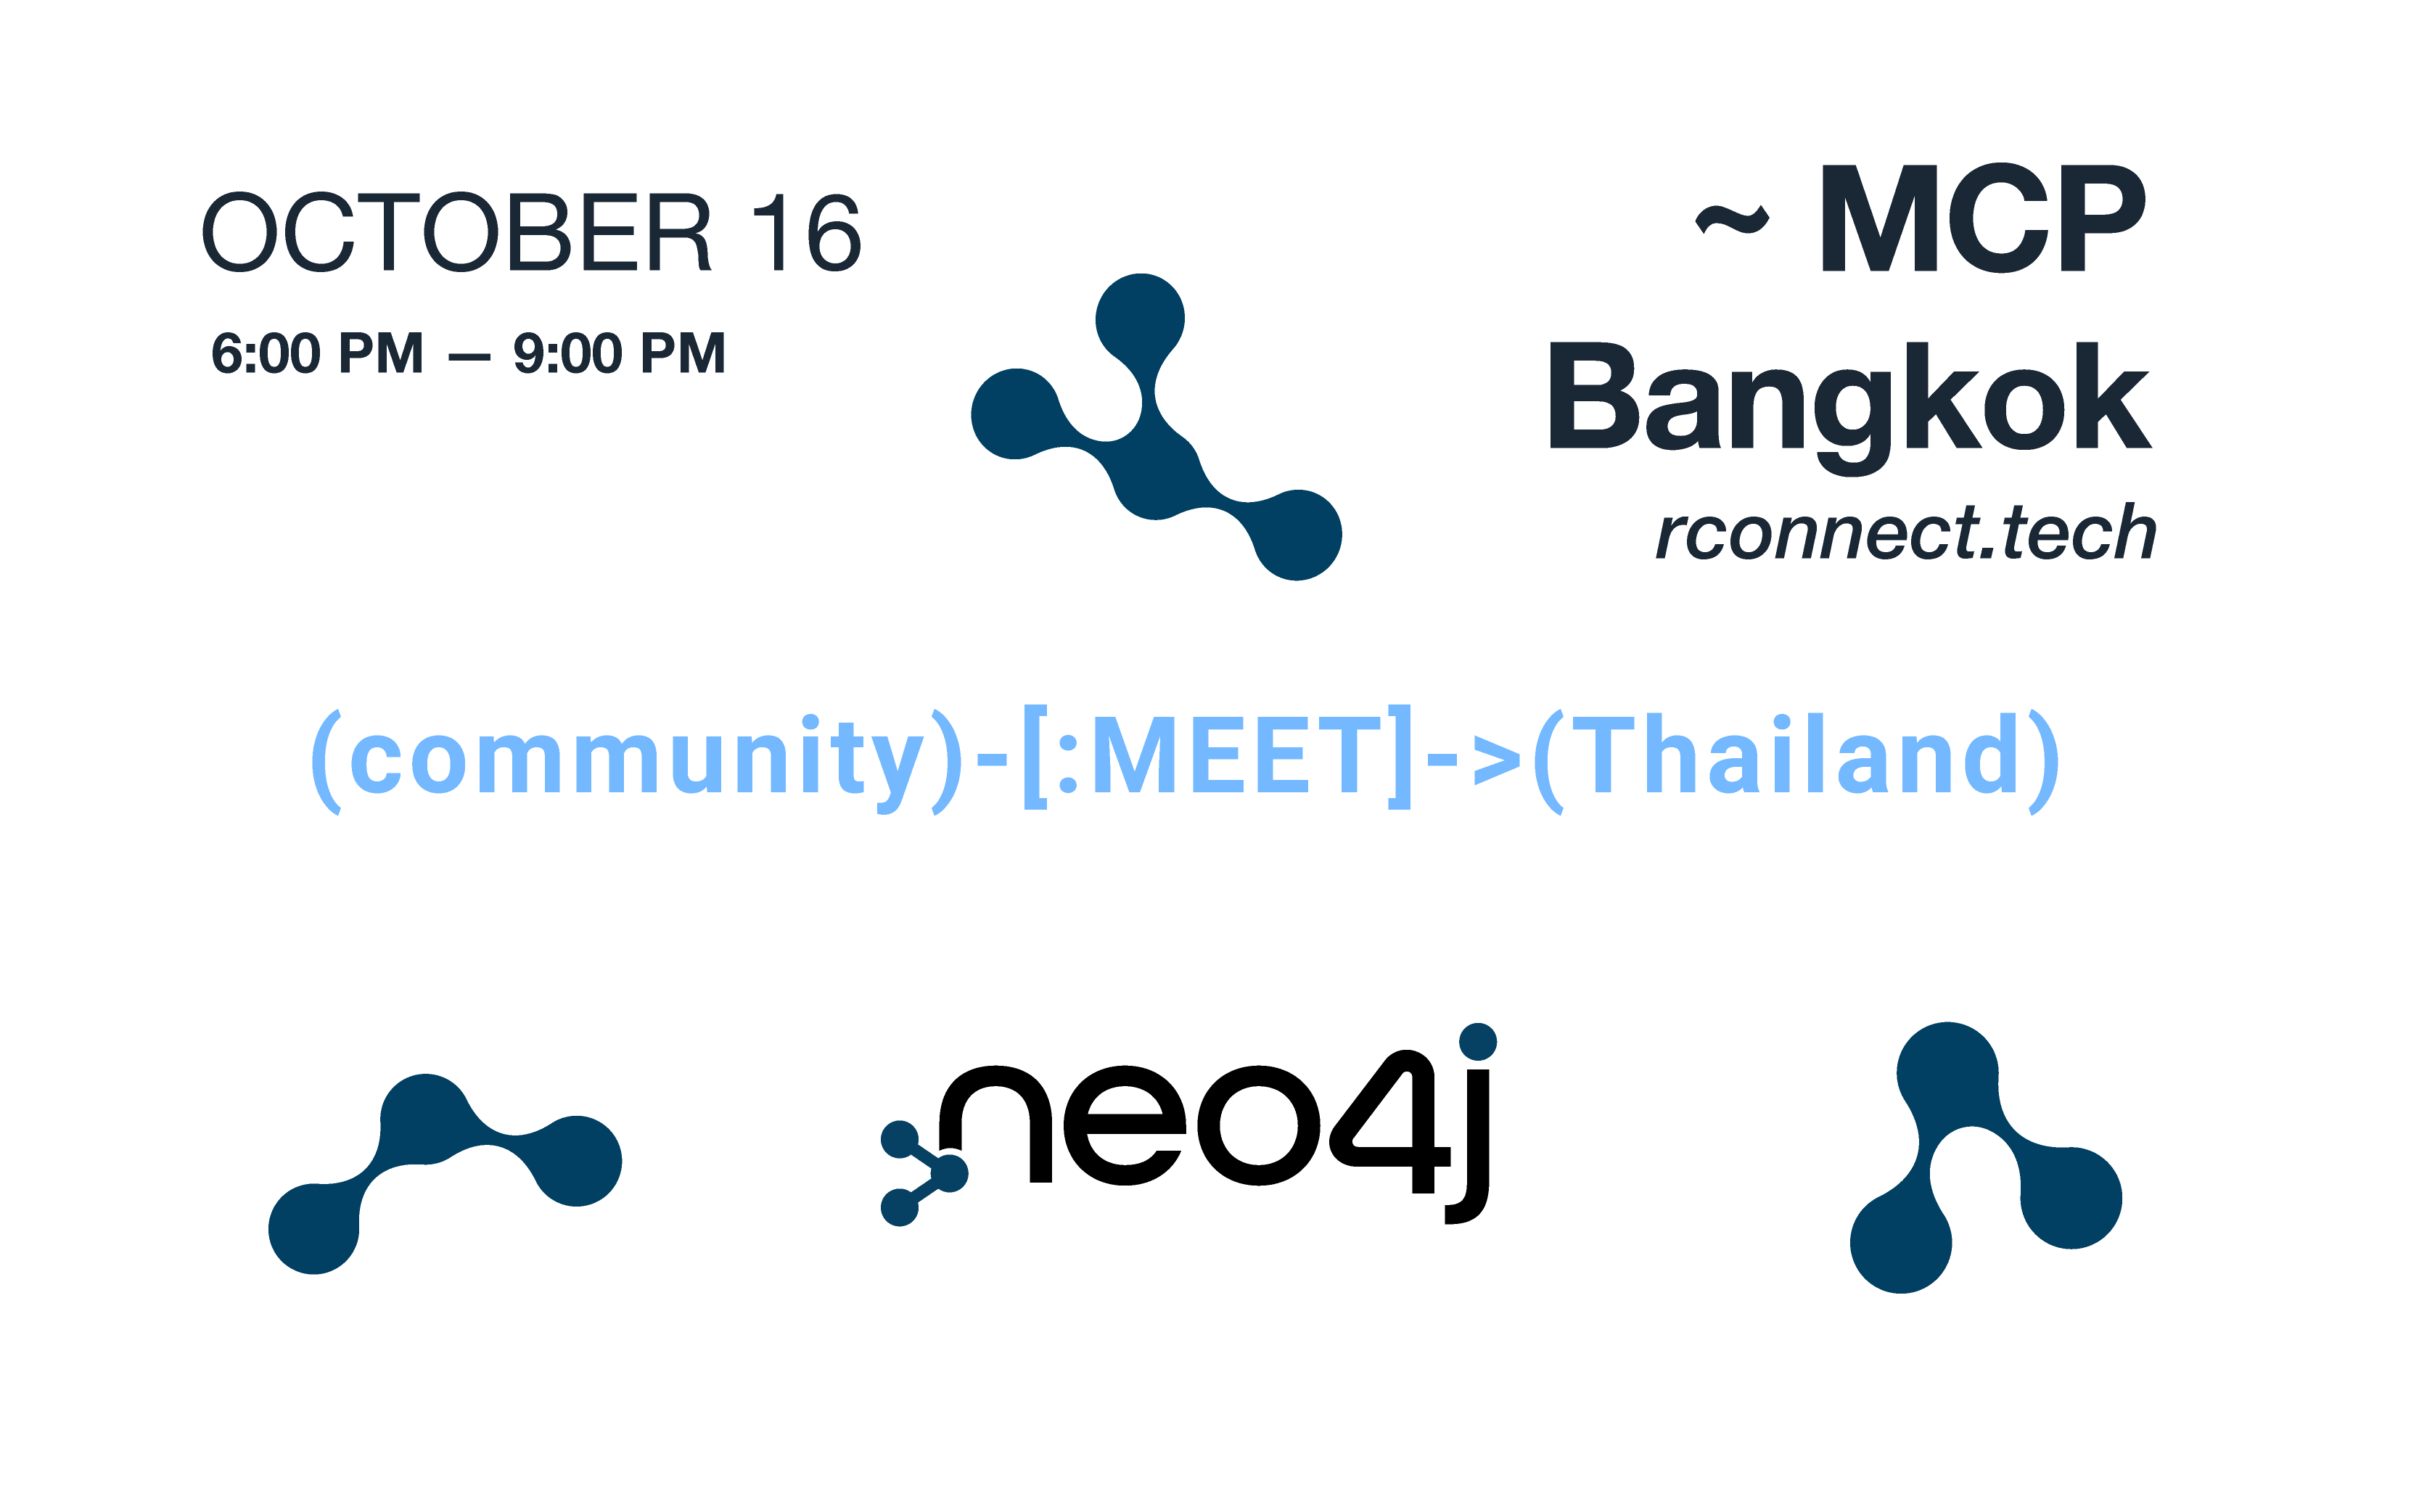 OCTOBER 16
6:00 PM — 9:00 PM
~ MCP
Bangkok
rconnect.tech
(community)-[:MEET]->(Thailand)
neo4j